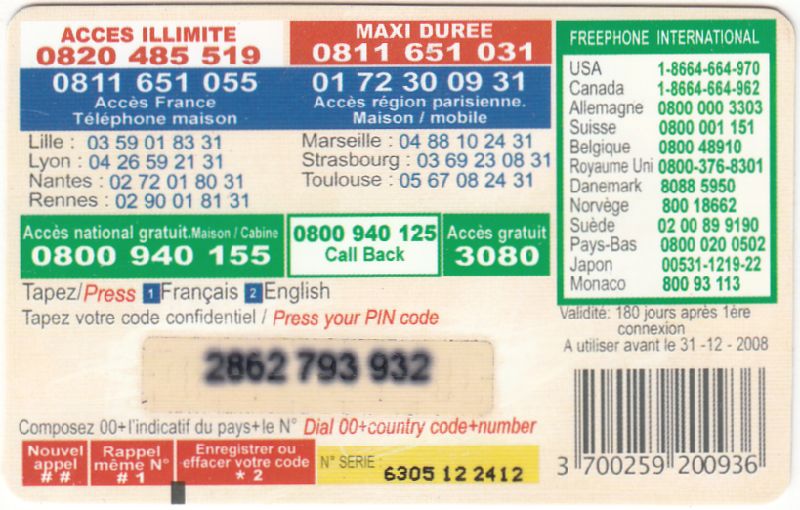 ACCES ILLIMITE
0820 485 519
0811 651 055
Accès France
Téléphone maison
MAXI DUREE
0811 651 031
01 72 30 09 31
Accès région parisienne.
Maison / mobile
Lille : 03 59 01 83 31
Lyon : 04 26 59 21 31
Nantes : 02 72 01 80 31
Rennes : 02 90 01 81 31
Marseille : 04 88 10 24 31
Strasbourg : 03 69 23 08 31
Toulouse : 05 67 08 24 31
Accès national gratuit. Maison / Cabine
0800 940 155
0800 940 125
Call Back
Accès gratuit
3080
FREEPHONE INTERNATIONAL
USA 1-8664-664-970
Canada 1-8664-664-962
Allemagne 0800 000 3303
Suisse 0800 001 151
Belgique 0800 48910
Royaume Uni 0800-376-8301
Danemark 8088 5950
Norvège 800 18662
Suède 02 00 89 9190
Pays-Bas 0800 020 0502
Japon 00531-1219-22
Monaco 800 93 113
Validité: 180 jours après 1ére
connexion
A utiliser avant le 31 -12 - 2008
Tapez/Press 1 Français 2 English
Tapez votre code confidentiel / Press your PIN code
2862 793 932
Composez 00+l'indicatif du pays+le N° Dial 00+country code+number
Nouvel
appel
# #
Rappel
même N°
# 1
Enregistrer ou
effacer votre code
* 2
N° SERIE : 6305 12 2412
3 700259 200936